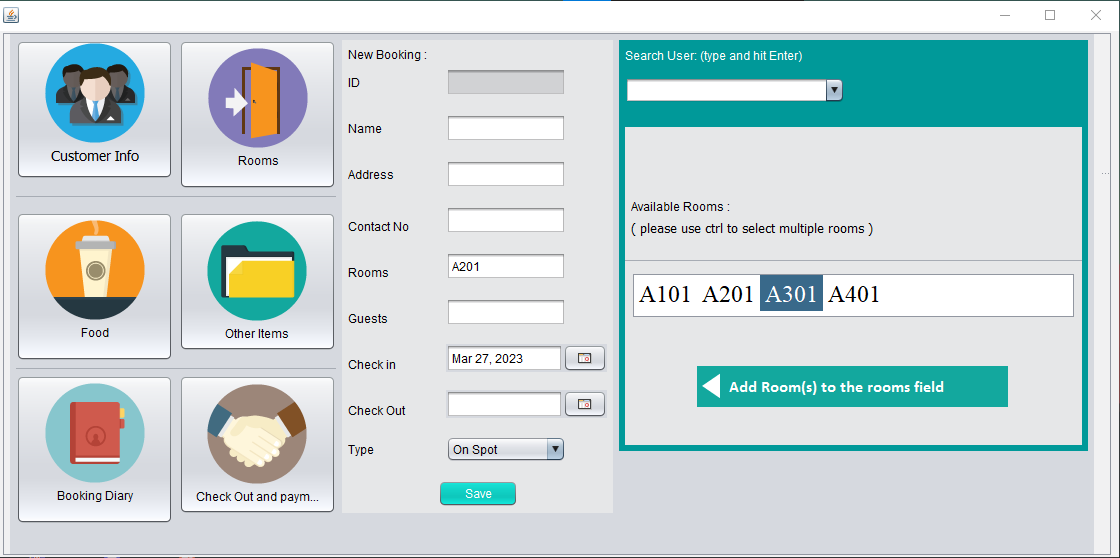 Customer Info
Rooms
Food
Other Items
Booking Diary
Check Out and paym...
New Booking :
ID
Name
Address
Contact No
Rooms A201
Guests
Check in Mar 27, 2023
Check Out
Type On Spot
Save
Search User: (type and hit Enter)
Available Rooms :
( please use ctrl to select multiple rooms )
A101 A201 A301 A401
Add Room(s) to the rooms field